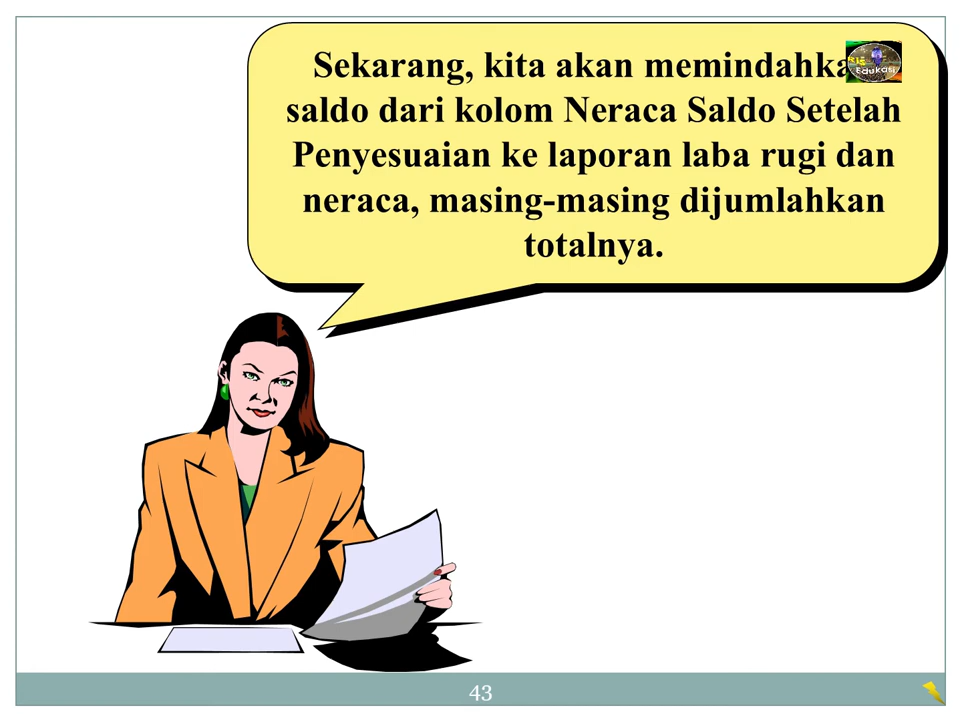 Sekarang, kita akan memindahka
saldo dari kolom Neraca Saldo Setelah
Penyesuaian ke laporan laba rugi dan
neraca, masing-masing dijumlahkan
totalnya.
Edukasi
43